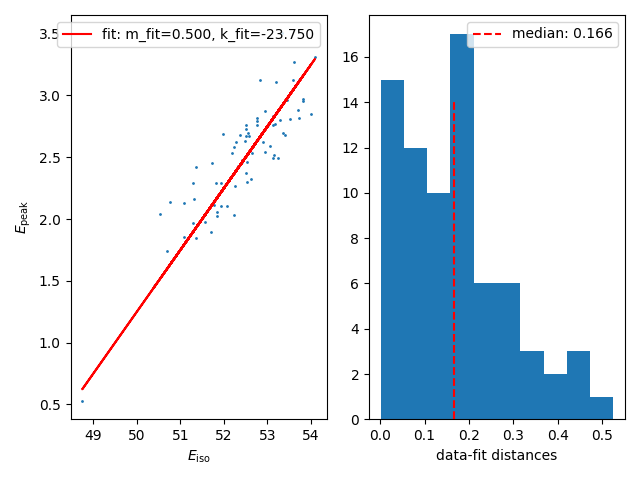 fit: m_fit=0.500, k_fit=-23.750
median: 0.166
3.5
3.0
2.5
2.0
1.5
1.0
0.5
E_peak
49 50 51 52 53 54
E_iso
16
14
12
10
8
6
4
2
0
0.0 0.1 0.2 0.3 0.4 0.5
data-fit distances